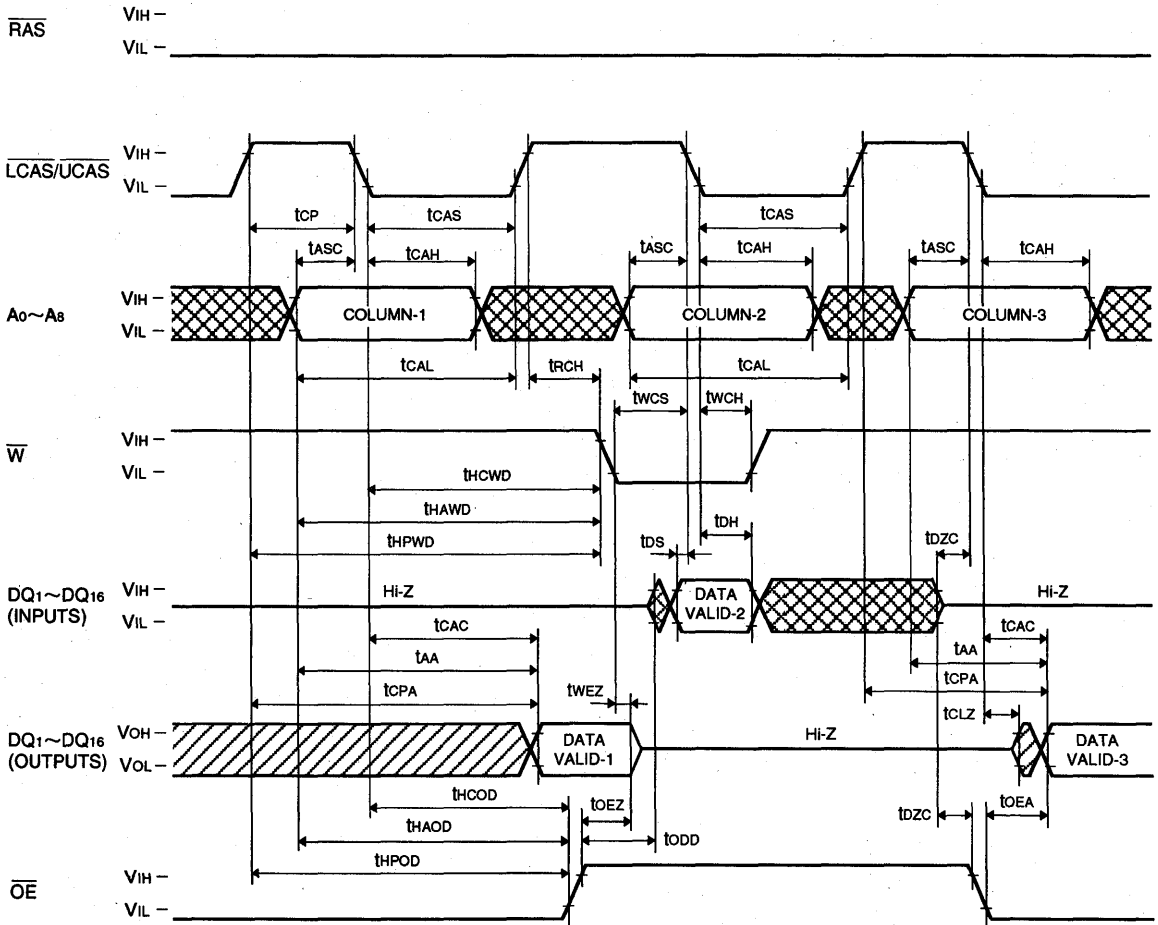 RAS
VIH –
VIL –
LCAS/UCAS
VIH –
VIL –
tCP
tCAS
tCAS
tASC
tCAH
tASC
tCAH
tASC
tCAH
A0~A8
VIH –
VIL –
COLUMN-1
COLUMN-2
COLUMN-3
tCAL
tRCH
tCAL
tWCS
tWCH
W
VIH –
VIL –
tHCWD
tHAWD
tDH
tHPWD
tDS
tDZC
DQ1~DQ16
(INPUTS)
VIH –
VIL –
Hi-Z
DATA
VALID-2
Hi-Z
tCAC
tCAC
tAA
tAA
tCPA
tWEZ
tCPA
tCLZ
DQ1~DQ16
(OUTPUTS)
VOH –
VOL –
DATA
VALID-1
Hi-Z
DATA
VALID-3
tHCOD
tOEZ
tDZC
tOEA
tHAOD
tODD
tHPOD
OE
VIH –
VIL –